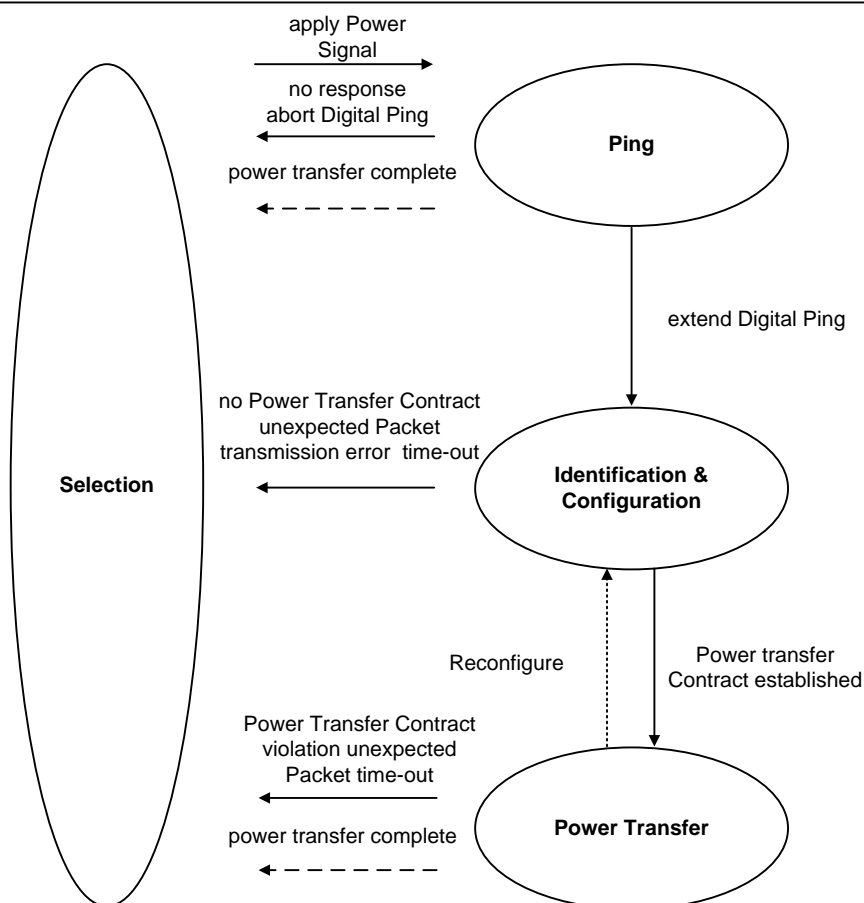 apply Power
Signal
no response
abort Digital Ping
Ping
power transfer complete
extend Digital Ping
no Power Transfer Contract
unexpected Packet
transmission error time-out
Selection
Identification &
Configuration
Reconfigure
Power transfer
Contract established
Power Transfer Contract
violation unexpected
Packet time-out
Power Transfer
power transfer complete